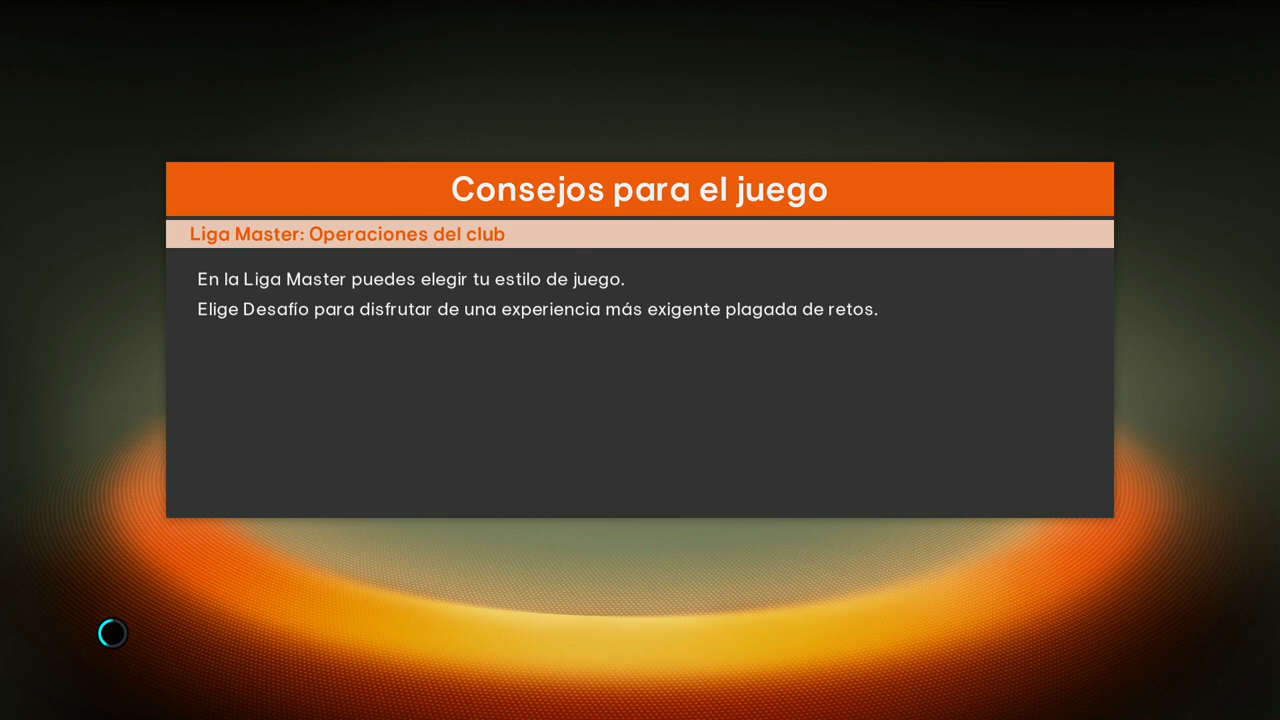 Consejos para el juego
Liga Master: Operaciones del club
En la Liga Master puedes elegir tu estilo de juego.
Elige Desafío para disfrutar de una experiencia más exigente plagada de retos.